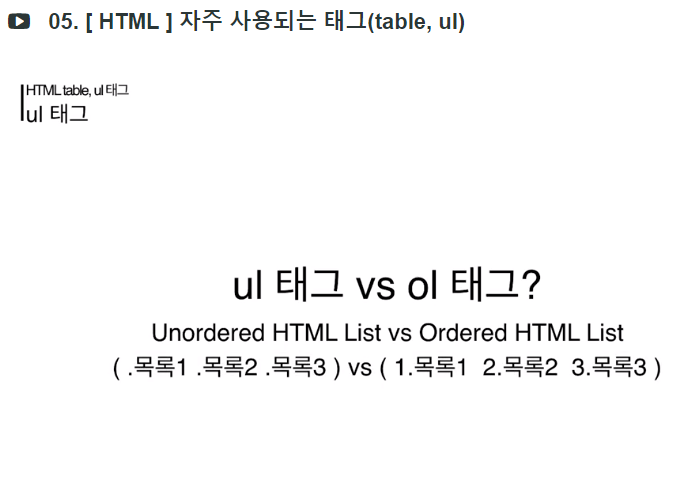 05. [ HTML ] 자주 사용되는 태그(table, ul)
HTML table, ul 태그
ul 태그
ul 태그 vs ol 태그?
Unordered HTML List vs Ordered HTML List
( .목록1 .목록2 .목록3 ) vs ( 1.목록1 2.목록2 3.목록3 )